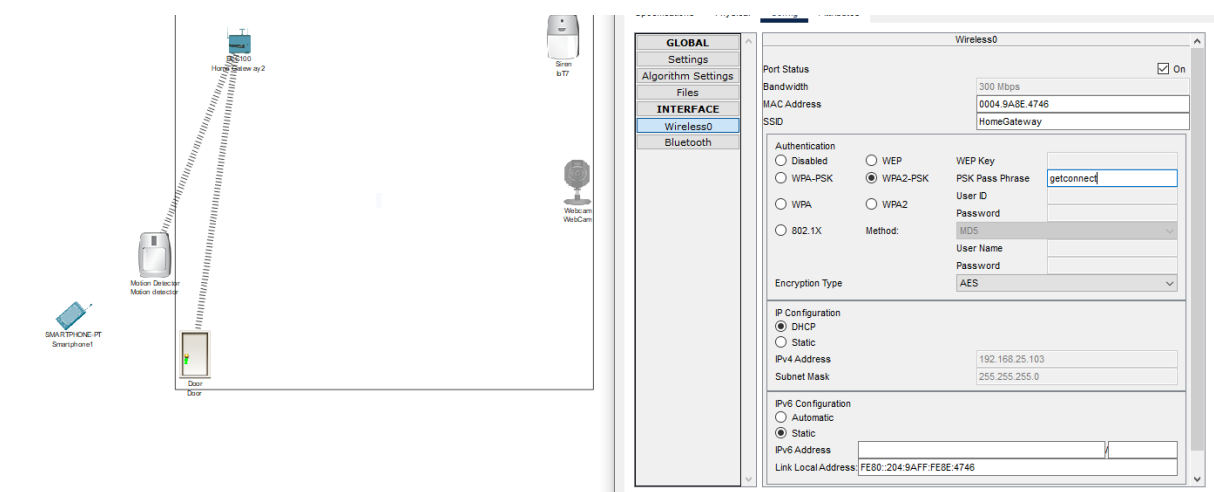 Config
DLC100
Home Gateway2
Siren
IoT7
Webcam
WebCam
Motion Detector
Motion detector
SMARTPHONE-PT
Smartphone1
Door
Door
GLOBAL
Settings
Algorithm Settings
Files
INTERFACE
Wireless0
Bluetooth
Wireless0
Port Status On
Bandwidth 300 Mbps
MAC Address 0004.9A8E.4746
SSID HomeGateway
Authentication
Disabled WEP WEP Key
WPA-PSK WPA2-PSK PSK Pass Phrase getconnect
User ID
WPA WPA2
Password
802.1X Method: MD5
User Name
Password
Encryption Type AES
IP Configuration
DHCP
Static
IPv4 Address 192.168.25.103
Subnet Mask 255.255.255.0
IPv6 Configuration
Automatic
Static
IPv6 Address /
Link Local Address: FE80::204:9AFF:FE8E:4746